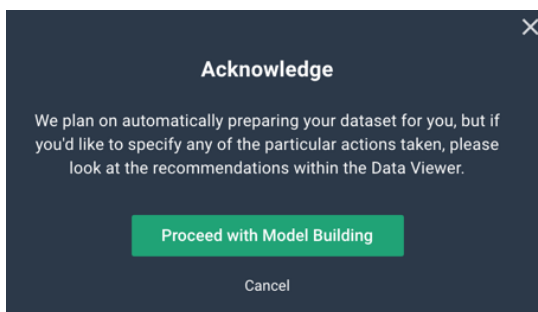 Acknowledge
We plan on automatically preparing your dataset for you, but if
you'd like to specify any of the particular actions taken, please
look at the recommendations within the Data Viewer.
Proceed with Model Building
Cancel